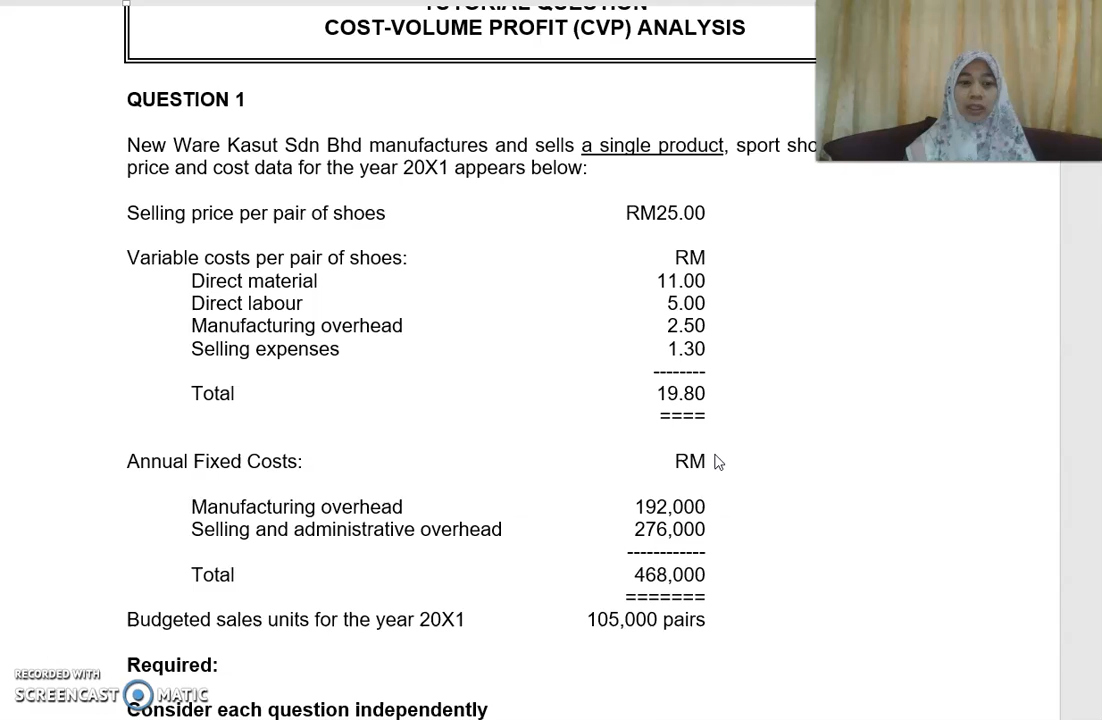 TUTORIAL QUESTION
COST-VOLUME PROFIT (CVP) ANALYSIS
QUESTION 1
New Ware Kasut Sdn Bhd manufactures and sells a single product, sport
price and cost data for the year 20X1 appears below:
Selling price per pair of shoes RM25.00
Variable costs per pair of shoes: RM
Direct material 11.00
Direct labour 5.00
Manufacturing overhead 2.50
Selling expenses 1.30
--------
Total 19.80
====
Annual Fixed Costs: RM
Manufacturing overhead 192,000
Selling and administrative overhead 276,000
------------
Total 468,000
=======
Budgeted sales units for the year 20X1 105,000 pairs
Required:
RECORDED WITH
SCREENCAST MATIC
Consider each question independently